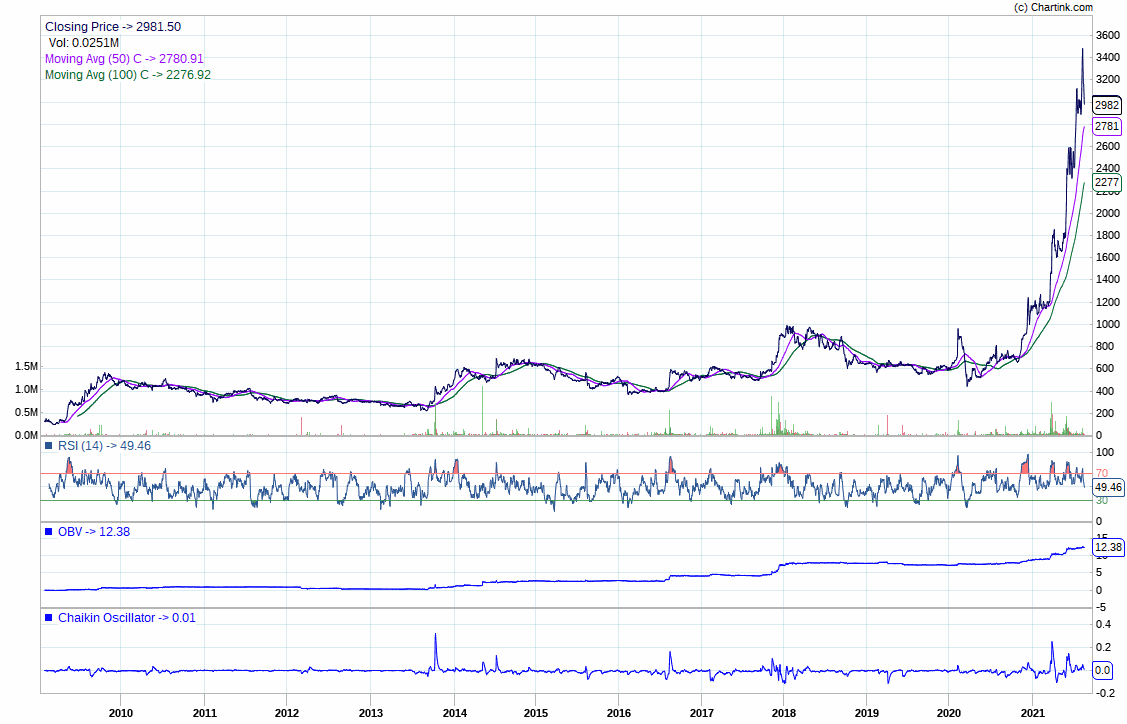 (c) Chartink.com
Closing Price -> 2981.50
Vol: 0.0251M
Moving Avg (50) C -> 2780.91
Moving Avg (100) C -> 2276.92
3600
3400
3200
2982
2781
2600
2400
2277
2200
2000
1800
1600
1400
1200
1000
800
600
400
200
0
1.5M
1.0M
0.5M
0.0M
RSI (14) -> 49.46
100
70
49.46
30
0
OBV -> 12.38
15
12.38
10
5
0
-5
Chaikin Oscillator -> 0.01
0.4
0.2
0.0
-0.2
2010 2011 2012 2013 2014 2015 2016 2017 2018 2019 2020 2021